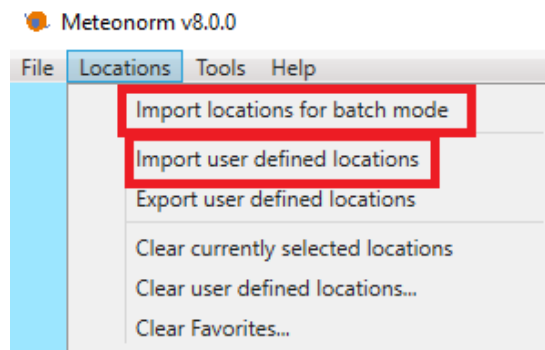 Meteonorm v8.0.0
File Locations Tools Help
Import locations for batch mode
Import user defined locations
Export user defined locations
Clear currently selected locations
Clear user defined locations...
Clear Favorites...